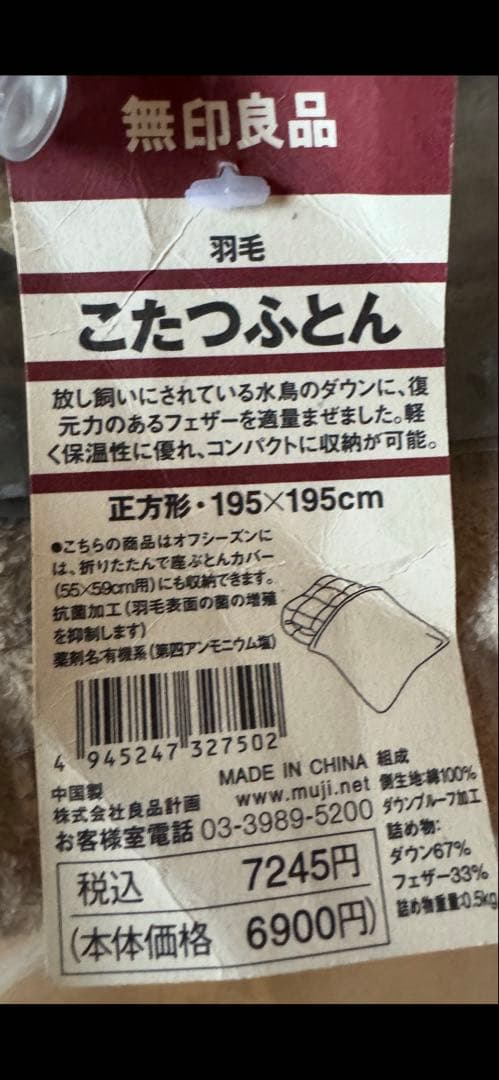 無印良品
羽毛
こたつふとん
放し飼いにされている水鳥のダウンに、復
元力のあるフェザーを適量まぜました。軽
く保温性に優れ、コンパクトに収納が可能。
正方形・195×195cm
●こちらの商品はオフシーズンに
は、折りたたんで座ぶとんカバー
(55×59cm用)にも収納できます。
抗菌加工(羽毛表面の菌の増殖
を抑制します)
薬剤名:有機系(第四アンモニウム塩)
4 945247 327502
中国製
MADE IN CHINA
株式会社良品計画
www.muji.net
お客様室電話 03-3989-5200
税込 7245円
(本体価格 6900円)
組成
側生地:綿100%
ダウンプルーフ加工
詰め物:
ダウン67%
フェザー33%
詰め物重量:0.5kg